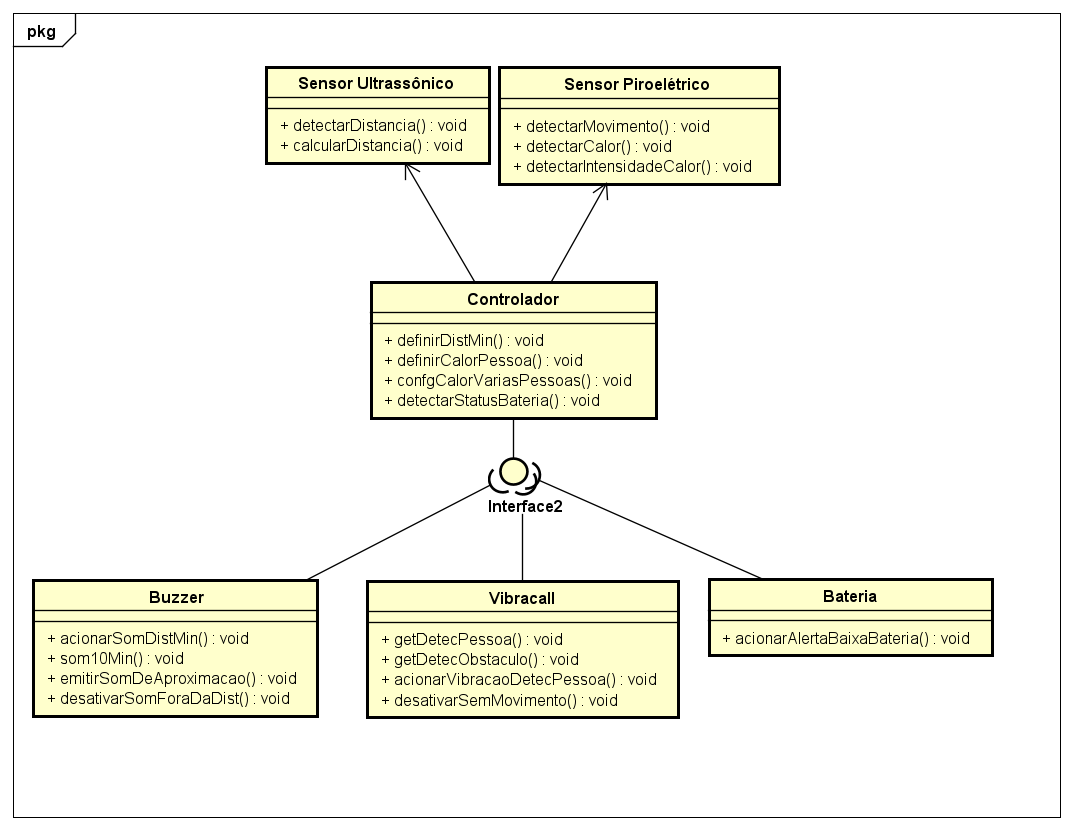 pkg
Sensor Ultrassônico
+ detectarDistancia() : void
+ calcularDistancia() : void
Sensor Piroelétrico
+ detectarMovimento() : void
+ detectarCalor() : void
+ detectarIntensidadeCalor() : void
Controlador
+ definirDistMin() : void
+ definirCalorPessoa() : void
+ confgCalorVariasPessoas() : void
+ detectarStatusBateria() : void
Interface2
Buzzer
+ acionarSomDistMin() : void
+ som10Min() : void
+ emitirSomDeAproximacao() : void
+ desativarSomForaDaDist() : void
Vibracall
+ getDetecPessoa() : void
+ getDetecObstaculo() : void
+ acionarVibracaoDetecPessoa() : void
+ desativarSemMovimento() : void
Bateria
+ acionarAlertaBaixaBateria() : void